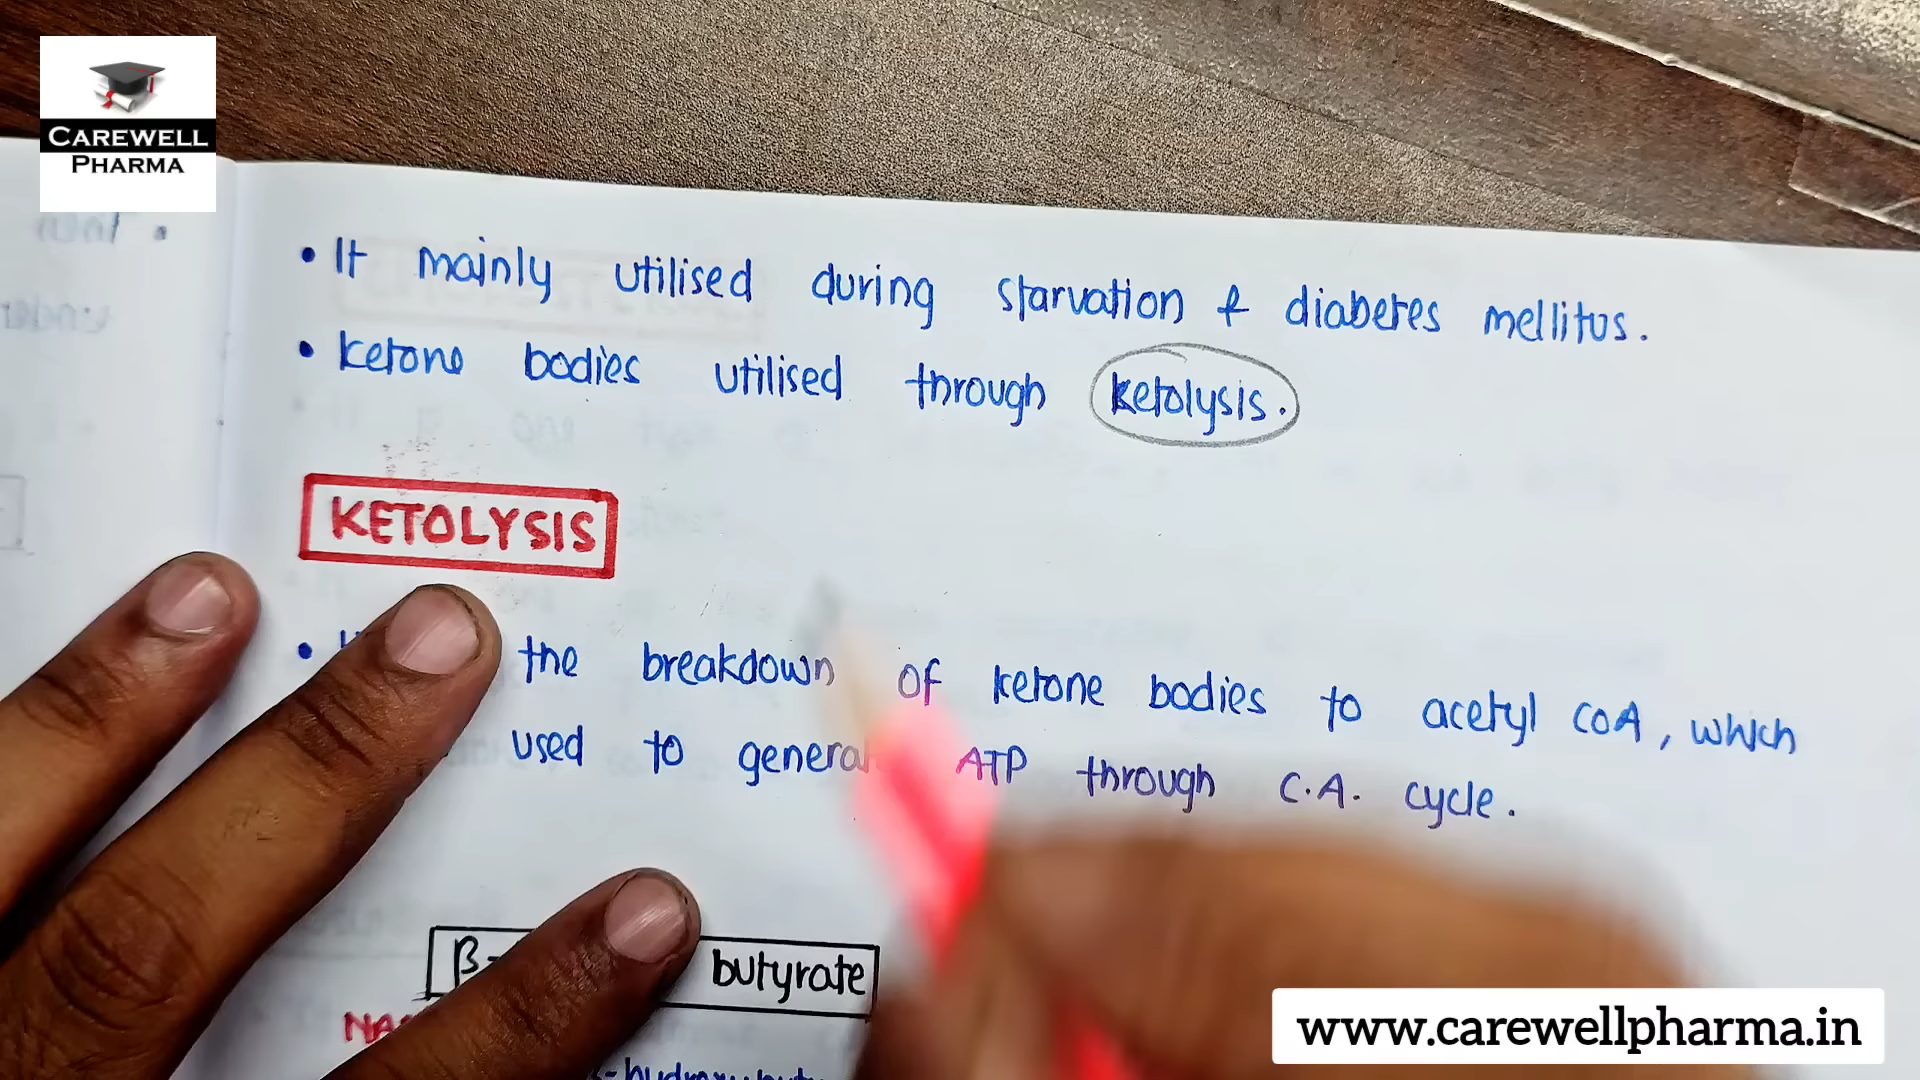 CAREWELL
PHARMA
• It mainly utilised during starvation & diabetes mellitus.
• Ketone bodies utilised through ketolysis.
KETOLYSIS
• the breakdown of ketone bodies to acetyl CoA, which
used to ATP through C.A. cycle.
β- butyrate
www.carewellpharma.in